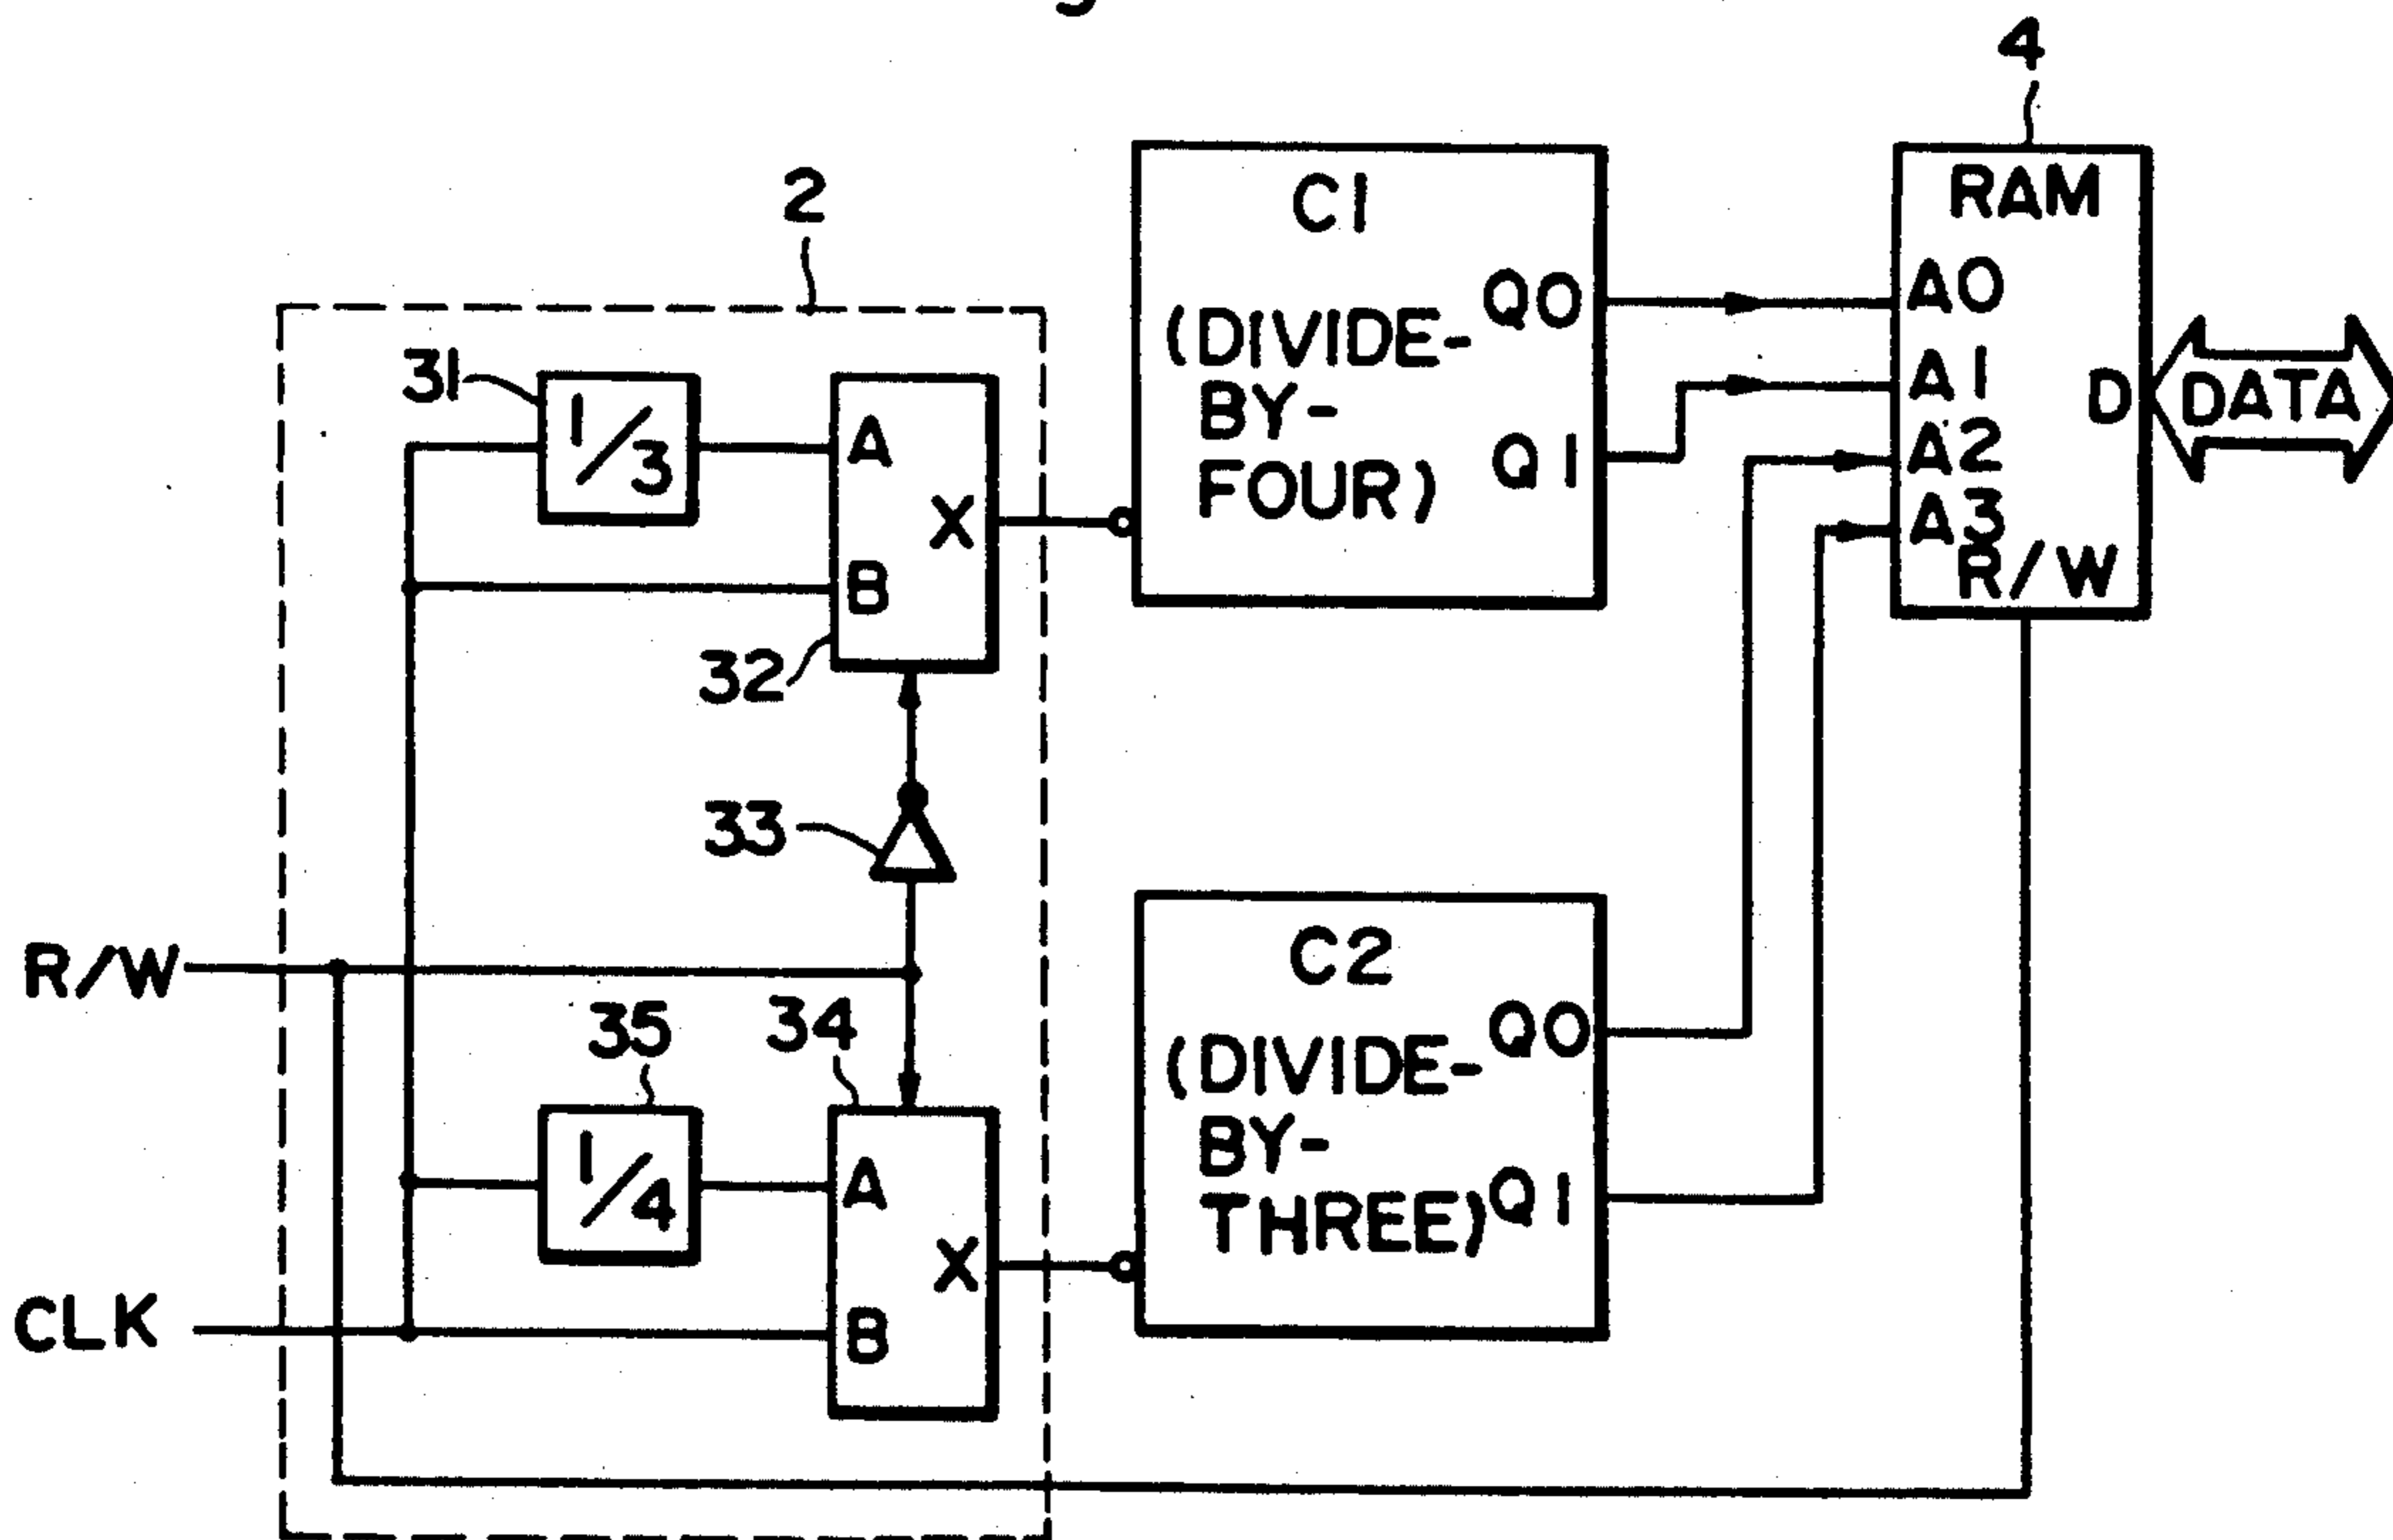 4
2
C1
RAM
(DIVIDE-
BY-
FOUR)
Q0
Q1
A0
A1
A2
A3
R/W
D
DATA
31
1/3
A
B
X
32
33
R/W
35
34
C2
(DIVIDE-
BY-
THREE)
Q0
Q1
1/4
A
B
X
CLK